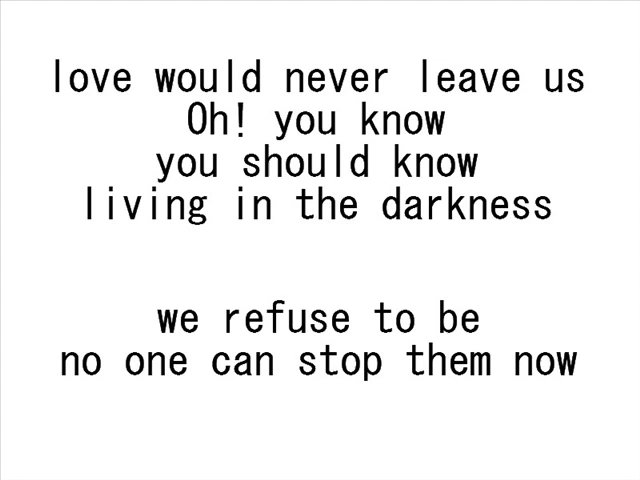 love would never leave us
Oh! you know
you should know
living in the darkness
we refuse to be
no one can stop them now